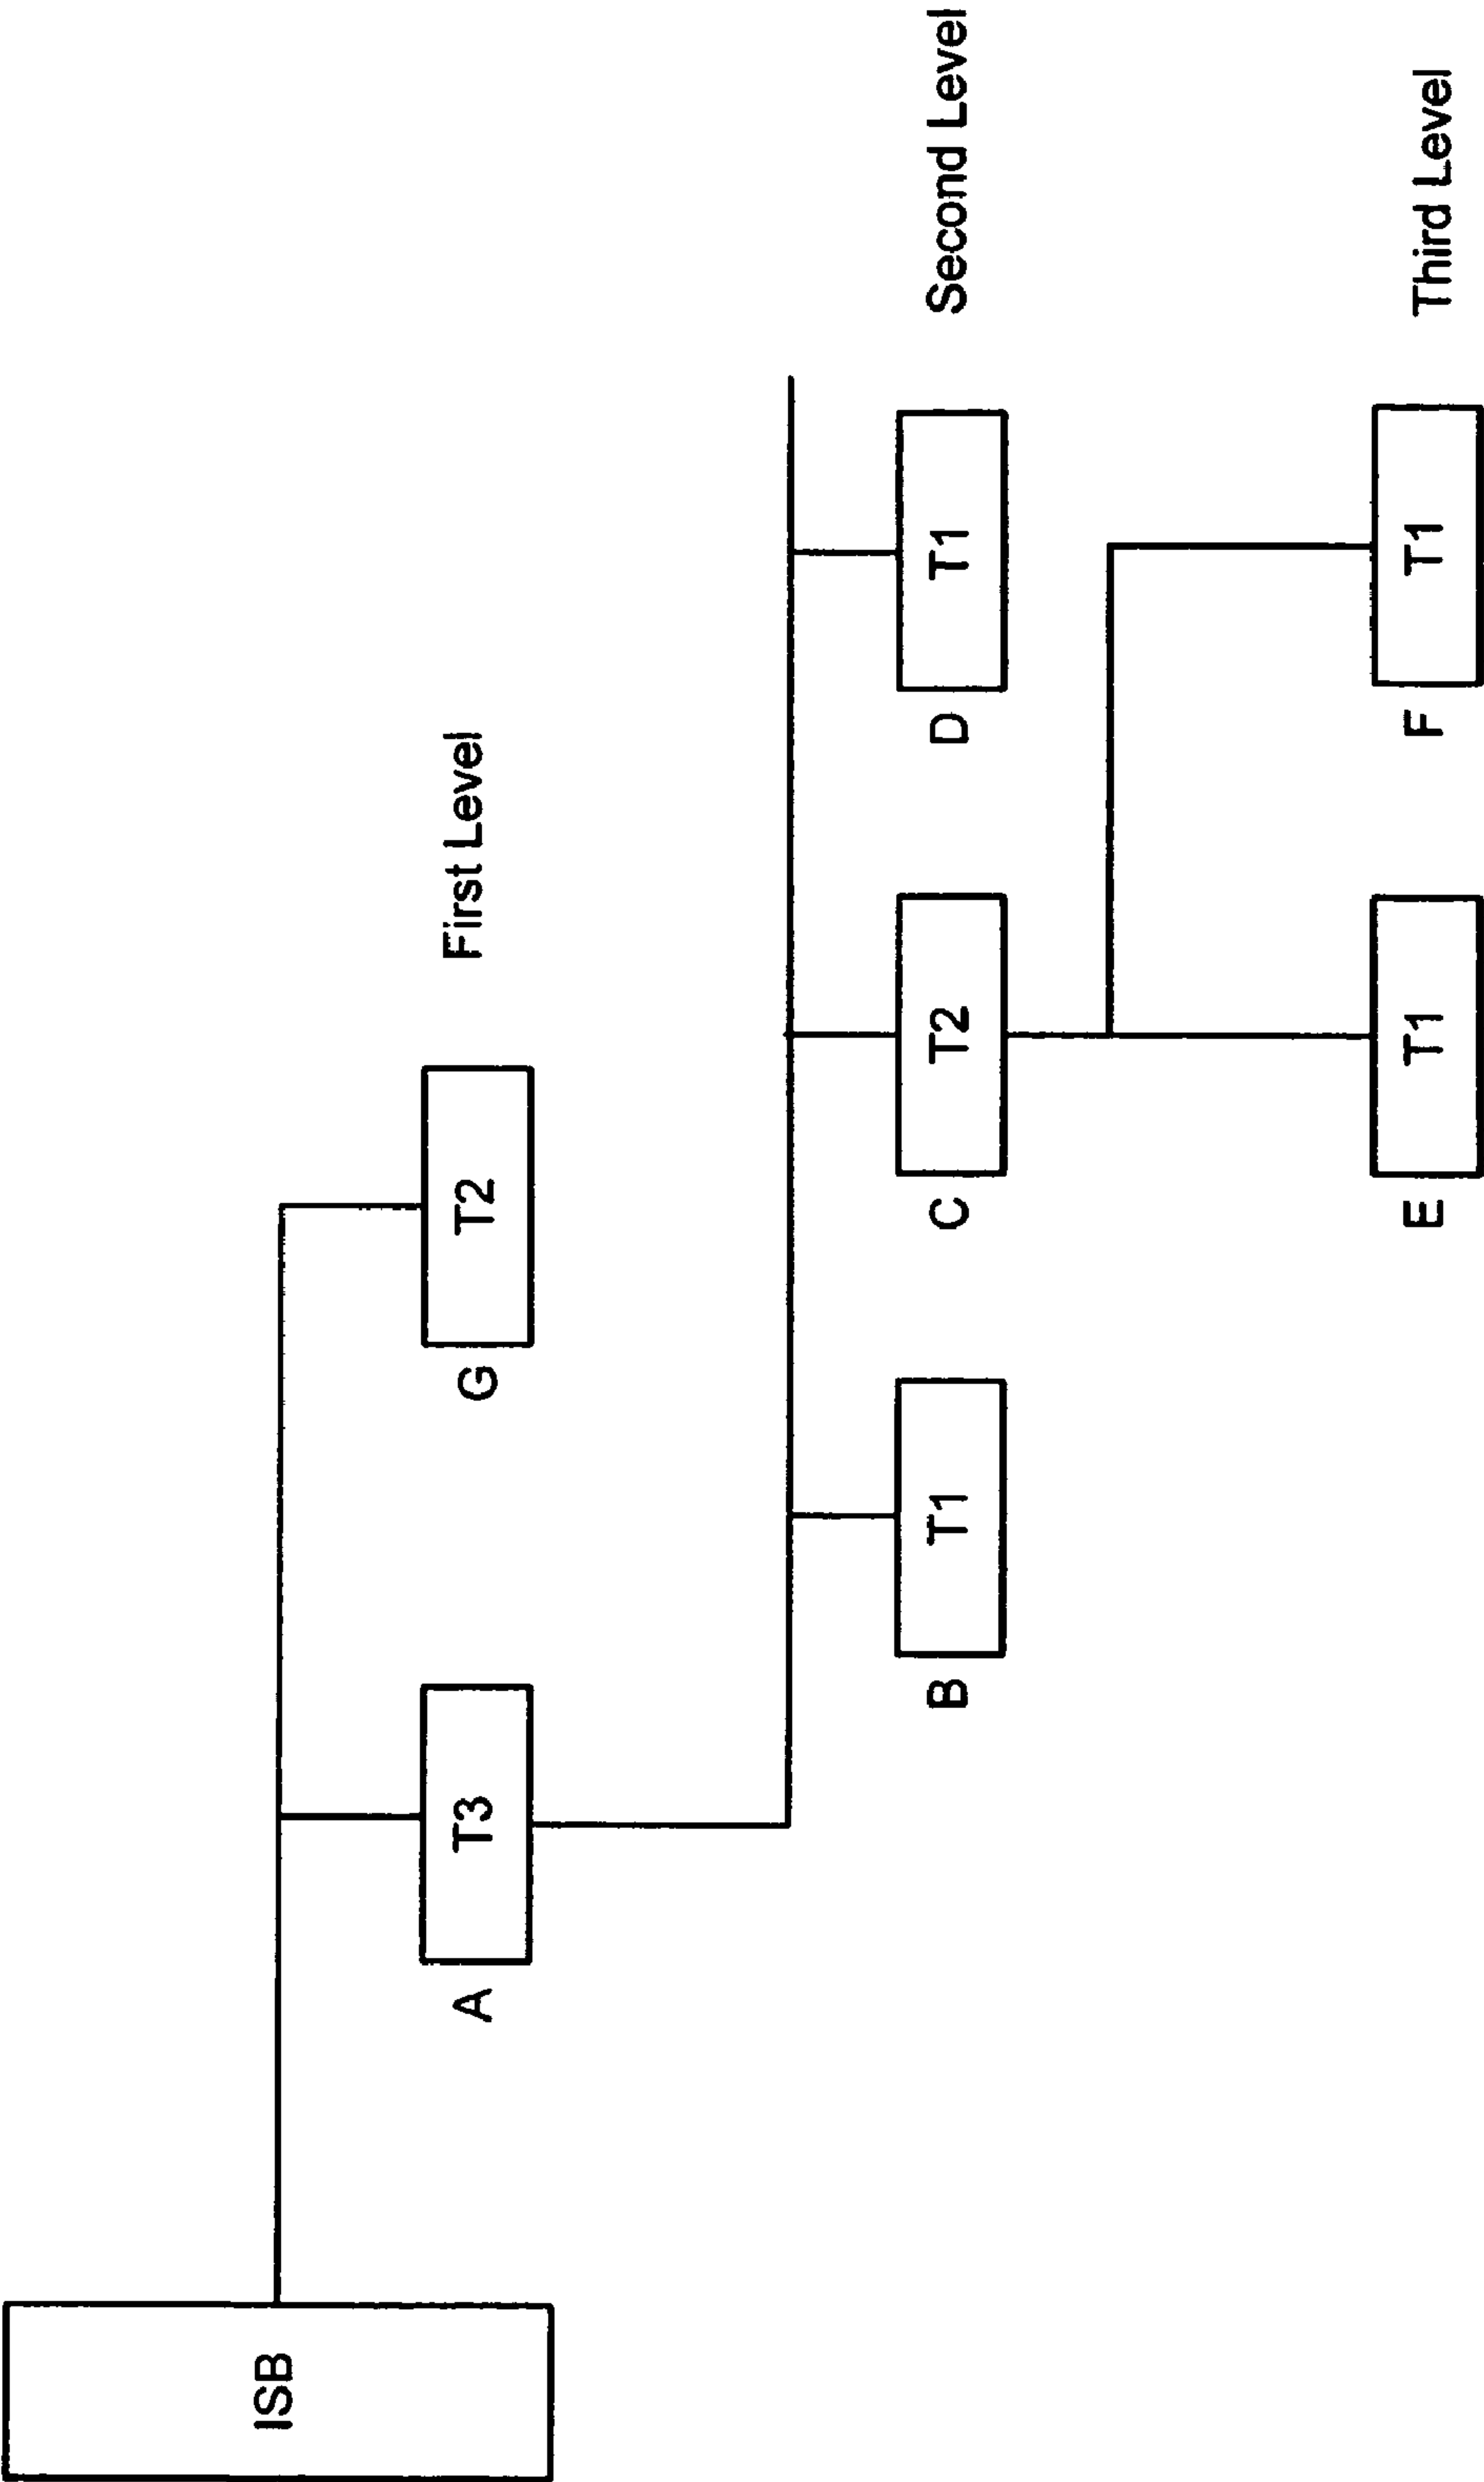 ISB
A
T3
G
T2
First Level
B
T1
C
T2
D
T1
Second Level
E
T1
F
T1
Third Level